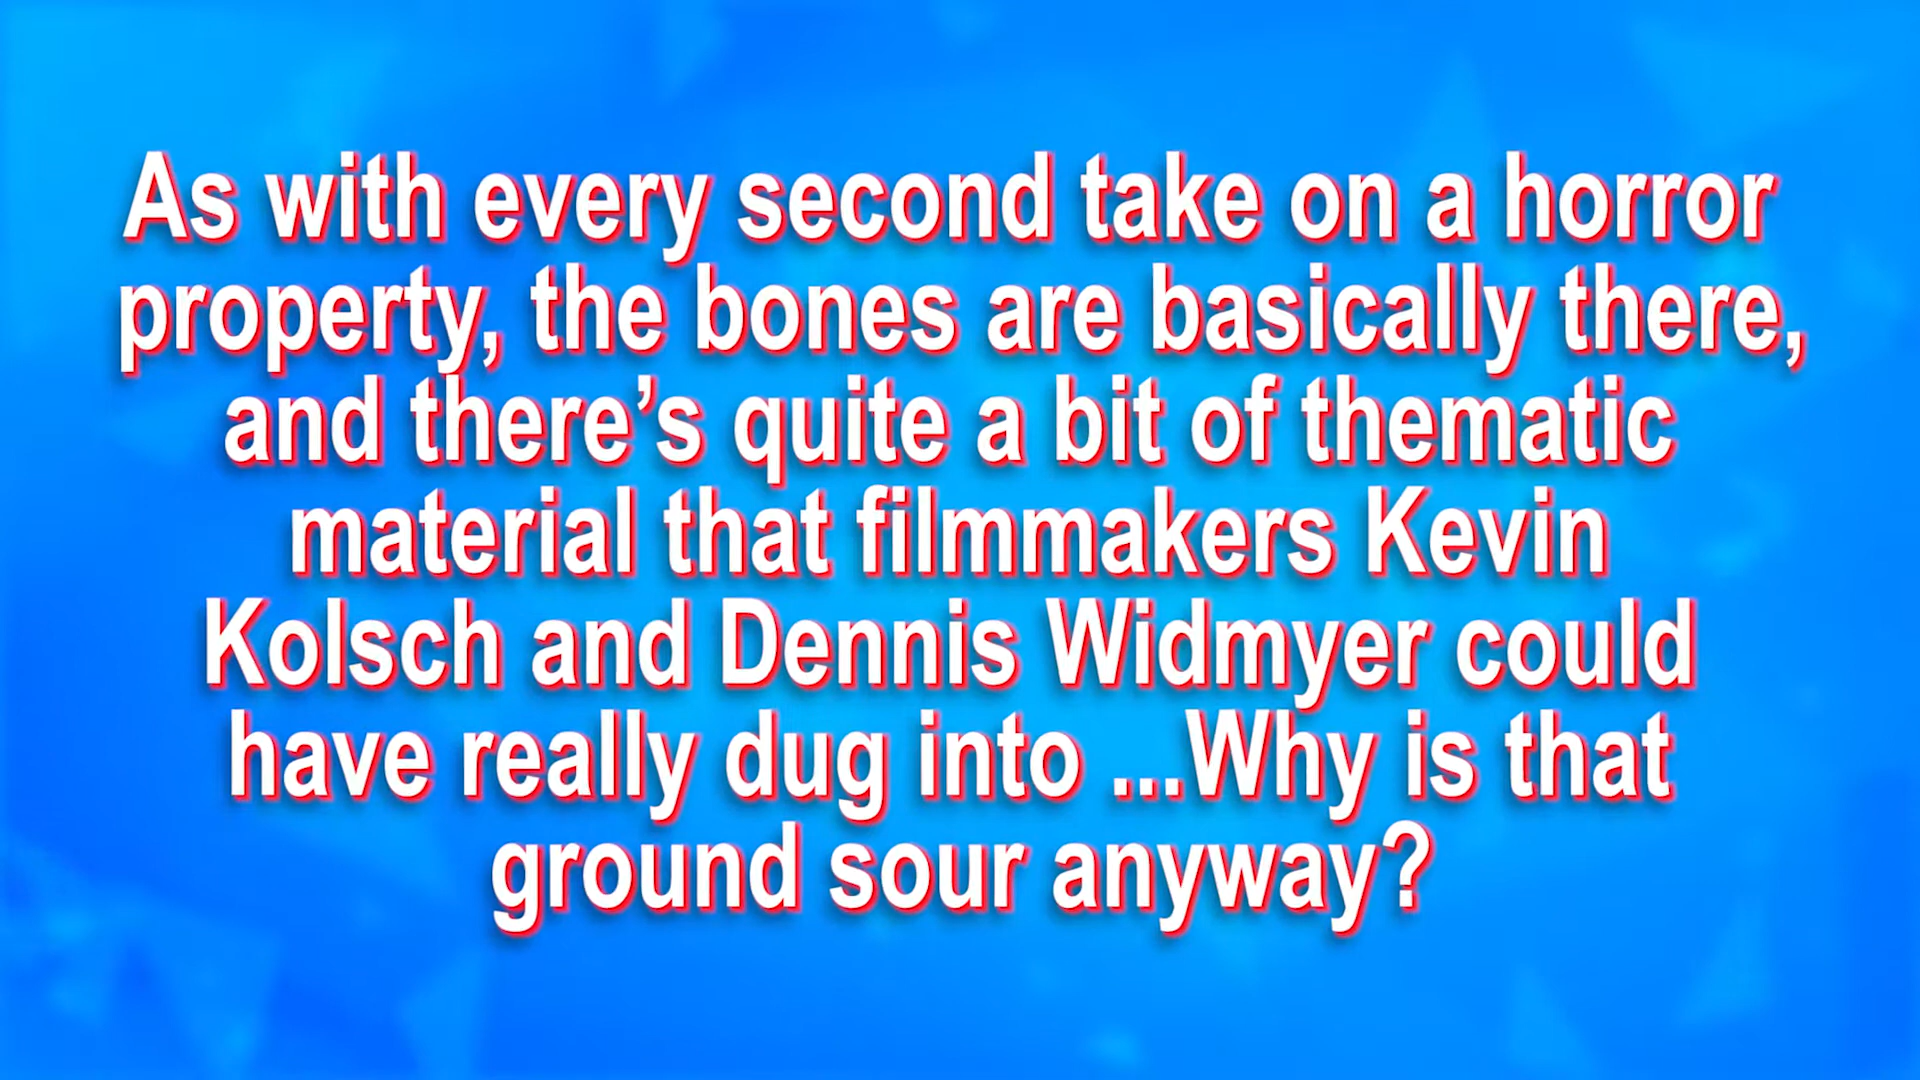 As with every second take on a horror
property, the bones are basically there,
and there’s quite a bit of thematic
material that filmmakers Kevin
Kolsch and Dennis Widmyer could
have really dug into ...Why is that
ground sour anyway?